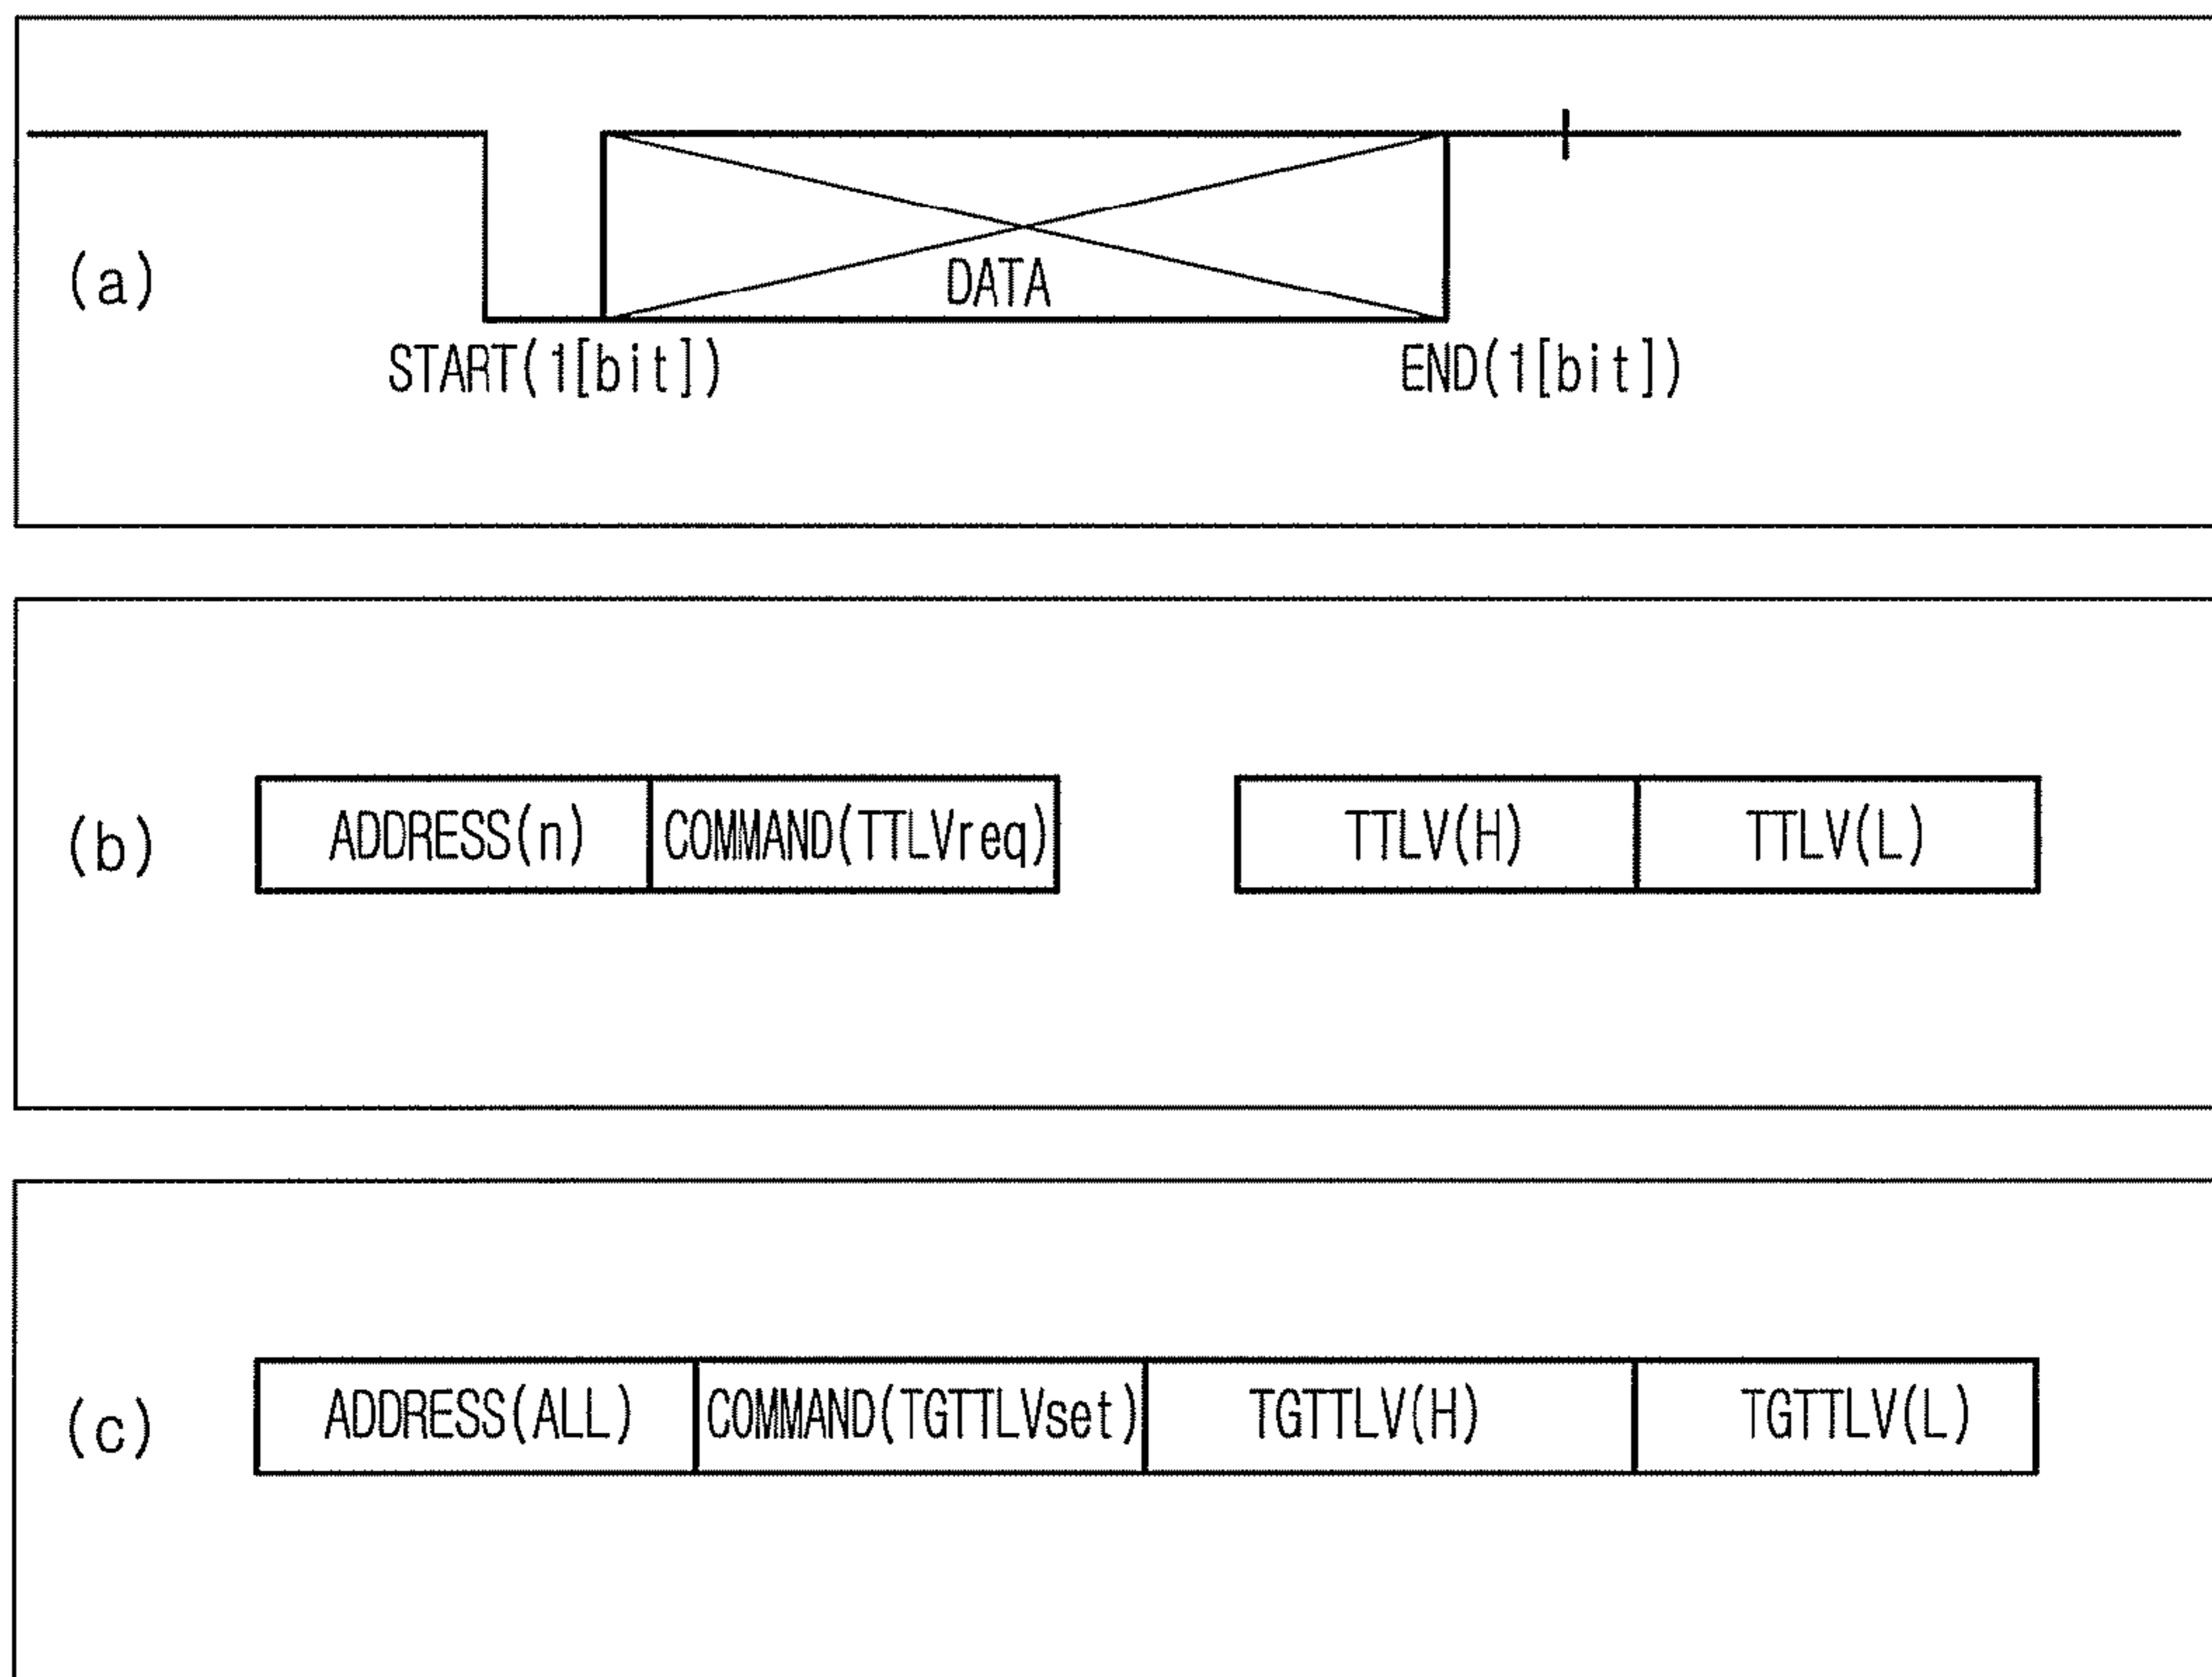 (a)
DATA
START(1[bit]) END(1[bit])
(b) ADDRESS(n) COMMAND(TTLVreq) TTLV(H) TTLV(L)
(c) ADDRESS(ALL) COMMAND(TGTTLVset) TGTTLV(H) TGTTLV(L)